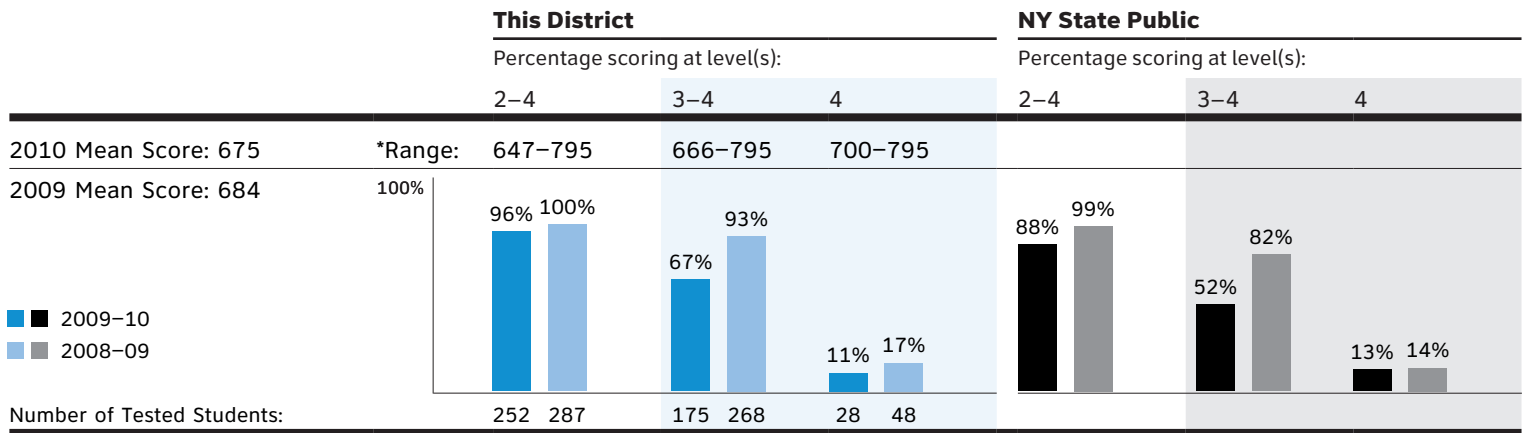 This District NY State Public
Percentage scoring at level(s): Percentage scoring at level(s):
2–4 3–4 4 2–4 3–4 4
2010 Mean Score: 675 *Range: 647–795 666–795 700–795
2009 Mean Score: 684 100%
96% 100% 93% 88% 99% 82%
67% 52%
11% 17% 13% 14%
2009–10
2008–09
Number of Tested Students: 252 287 175 268 28 48